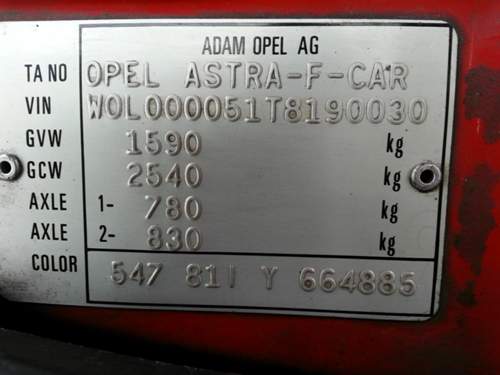 ADAM OPEL AG
TA NO OPEL ASTRA-F-CAR
VIN W0L000051T8190030
GVW 1590 kg
GCW 2540 kg
AXLE 1- 780 kg
AXLE 2- 830 kg
COLOR 547 81I Y 664885